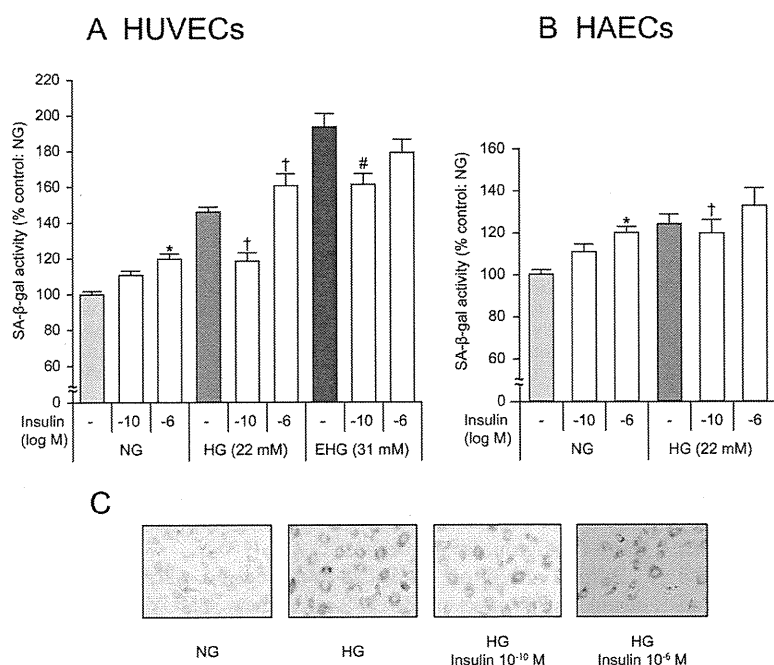 A HUVECs
SA-β-gal activity (% control: NG)
220
200
180
160
140
120
100
80
60
0
*
†
†
#
Insulin (log M)
- -10 -6 - -10 -6 - -10 -6
NG HG (22 mM) EHG (31 mM)
B HAECs
SA-β-gal activity (% control: NG)
160
140
120
100
80
60
0
*
†
Insulin (log M)
- -10 -6 - -10 -6
NG HG (22 mM)
C
NG
HG
HG
Insulin 10⁻¹⁰ M
HG
Insulin 10⁻⁶ M